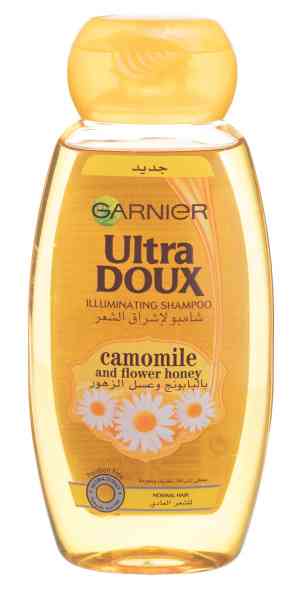 جديد
GARNIER
Ultra
DOUX
ILLUMINATING SHAMPOO
شامبو لإشراق الشعر
camomile
and flower honey
بالبابونج وعسل الزهور
NORMAL HAIR
للشعر العادي